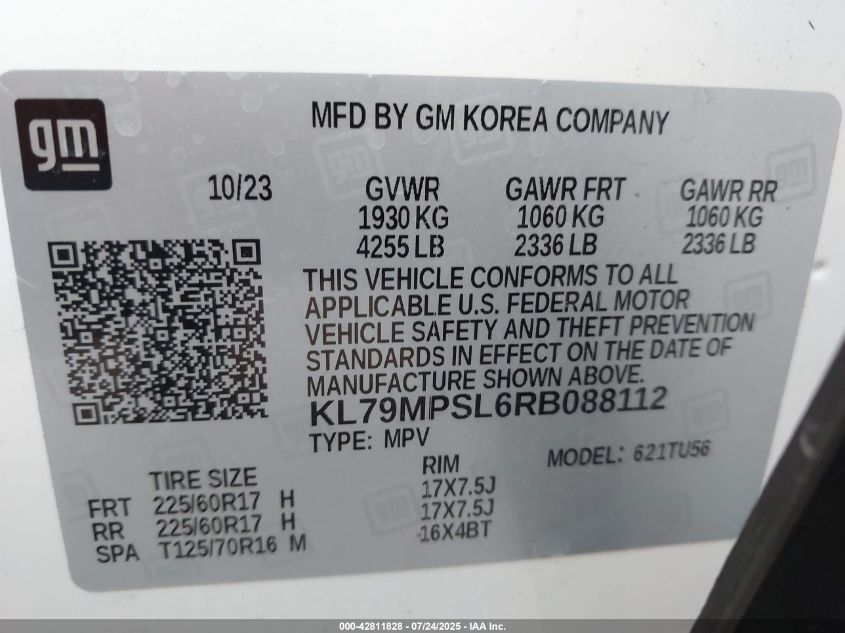 gm
MFD BY GM KOREA COMPANY
10/23 GVWR GAWR FRT GAWR RR
1930 KG 1060 KG 1060 KG
4255 LB 2336 LB 2336 LB
THIS VEHICLE CONFORMS TO ALL
APPLICABLE U.S. FEDERAL MOTOR
VEHICLE SAFETY AND THEFT PREVENTION
STANDARDS IN EFFECT ON THE DATE OF
MANUFACTURE SHOWN ABOVE.
KL79MPSL6RB088112
TYPE: MPV MODEL: 621TU56
TIRE SIZE RIM
FRT 225/60R17 H 17X7.5J
RR 225/60R17 H 17X7.5J
SPA T125/70R16 M 16X4BT
000-42811828 - 07/24/2025 - IAA Inc.